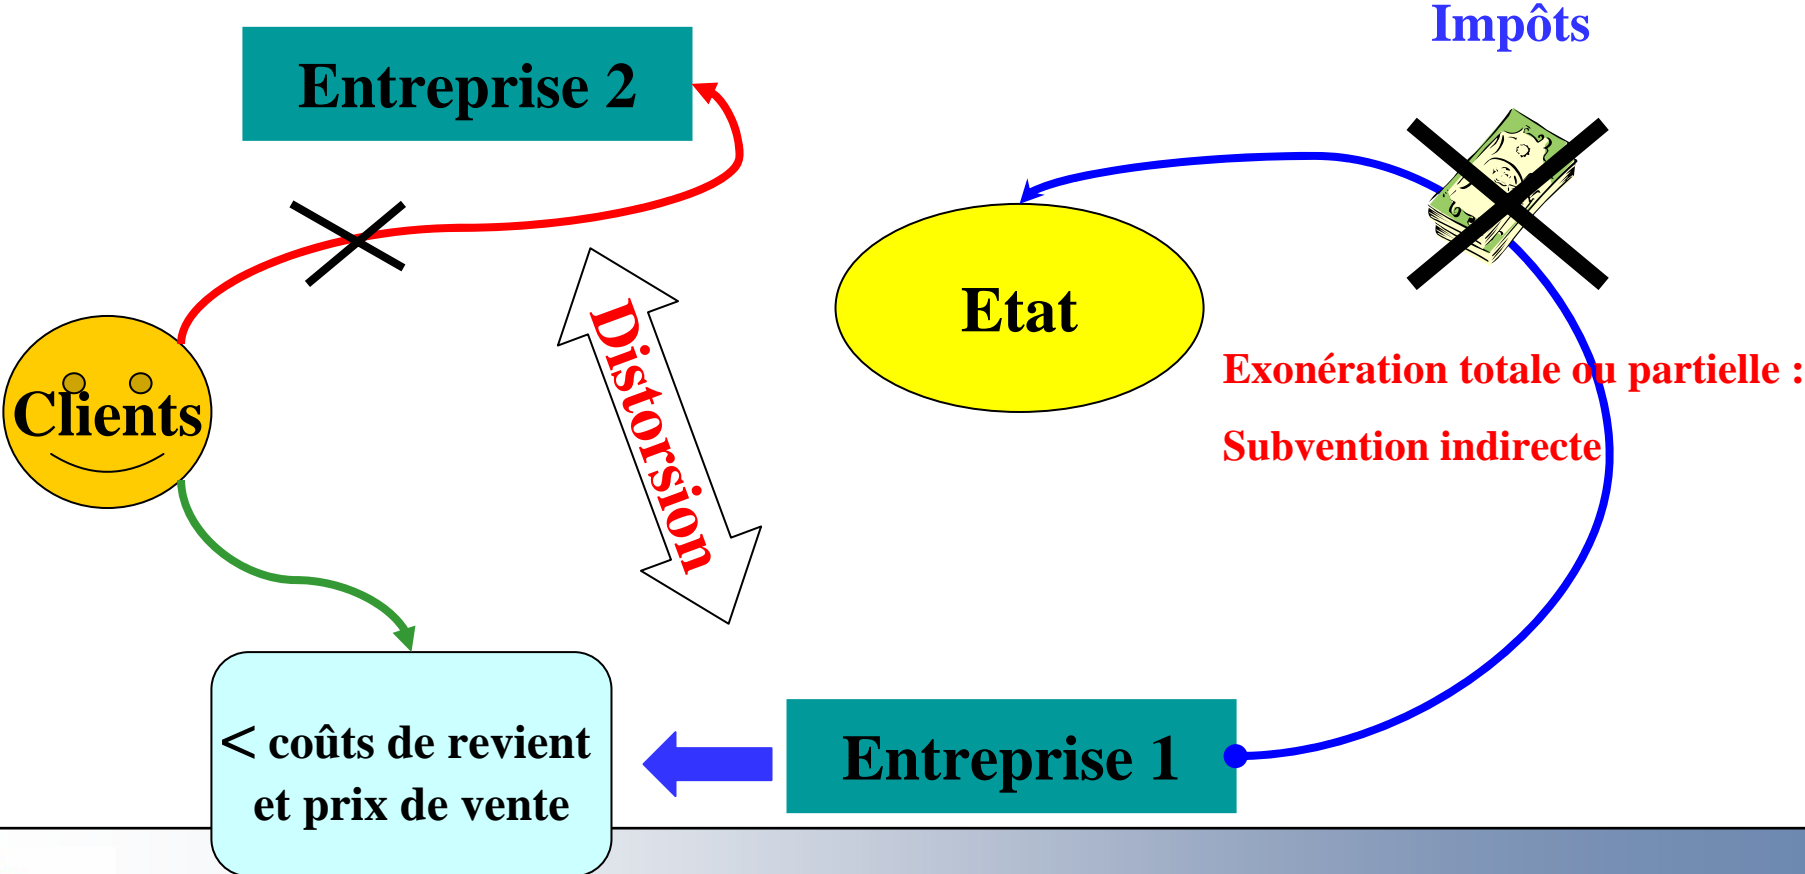 Impôts
Entreprise 2
Etat
Distorsion
Exonération totale ou partielle :
Subvention indirecte
Clients
< coûts de revient
et prix de vente
Entreprise 1